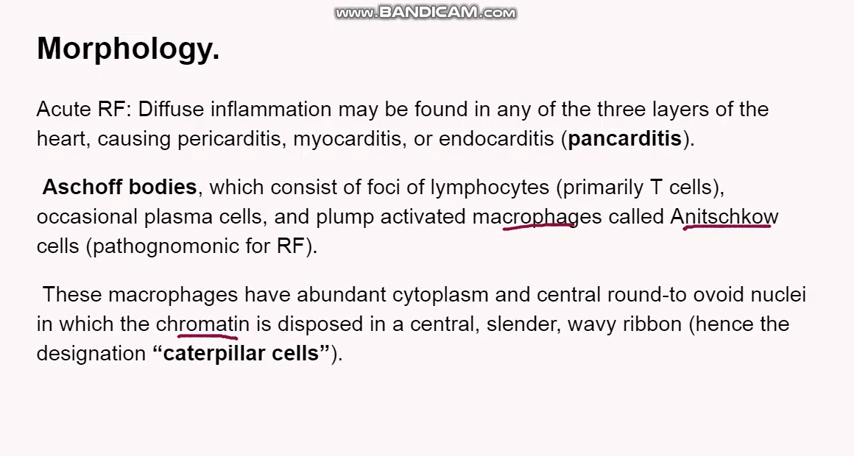 www.BANDICAM.com
Morphology.
Acute RF: Diffuse inflammation may be found in any of the three layers of the
heart, causing pericarditis, myocarditis, or endocarditis (pancarditis).
Aschoff bodies, which consist of foci of lymphocytes (primarily T cells),
occasional plasma cells, and plump activated macrophages called Anitschkow
cells (pathognomonic for RF).
These macrophages have abundant cytoplasm and central round-to ovoid nuclei
in which the chromatin is disposed in a central, slender, wavy ribbon (hence the
designation “caterpillar cells”).